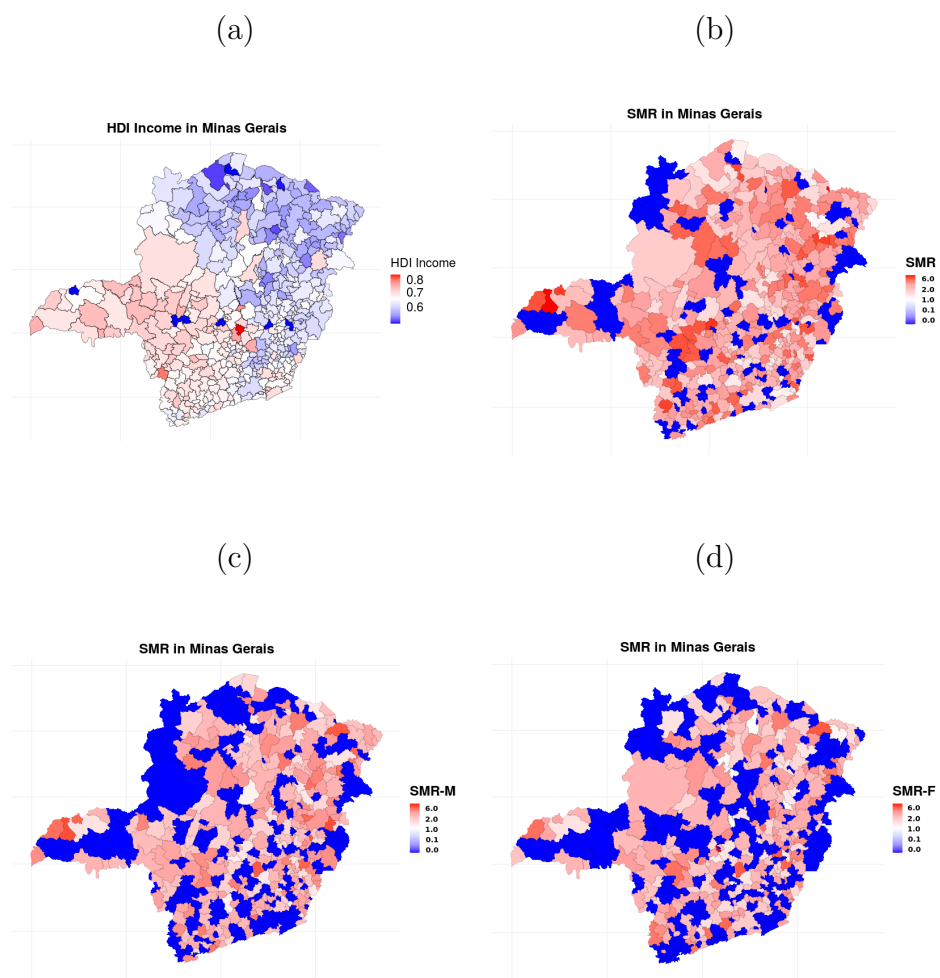 (a)
HDI Income in Minas Gerais
HDI Income
0.8
0.7
0.6
(b)
SMR in Minas Gerais
SMR
6.0
2.0
1.0
0.1
0.0
(c)
SMR in Minas Gerais
SMR-M
6.0
2.0
1.0
0.1
0.0
(d)
SMR in Minas Gerais
SMR-F
6.0
2.0
1.0
0.1
0.0